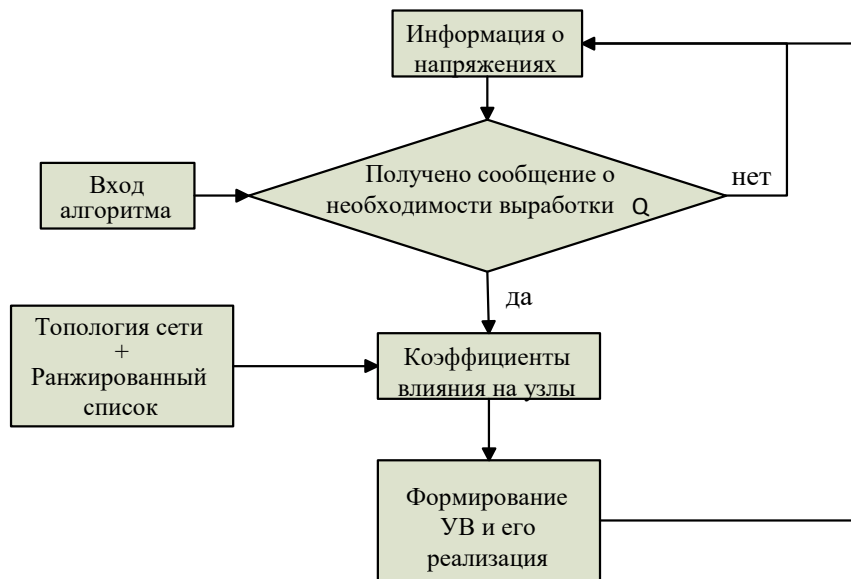 Информация о
напряжениях
Получено сообщение о
необходимости выработки Q
нет
Вход
алгоритма
да
Топология сети
+
Ранжированный
список
Коэффициенты
влияния на узлы
Формирование
УВ и его
реализация